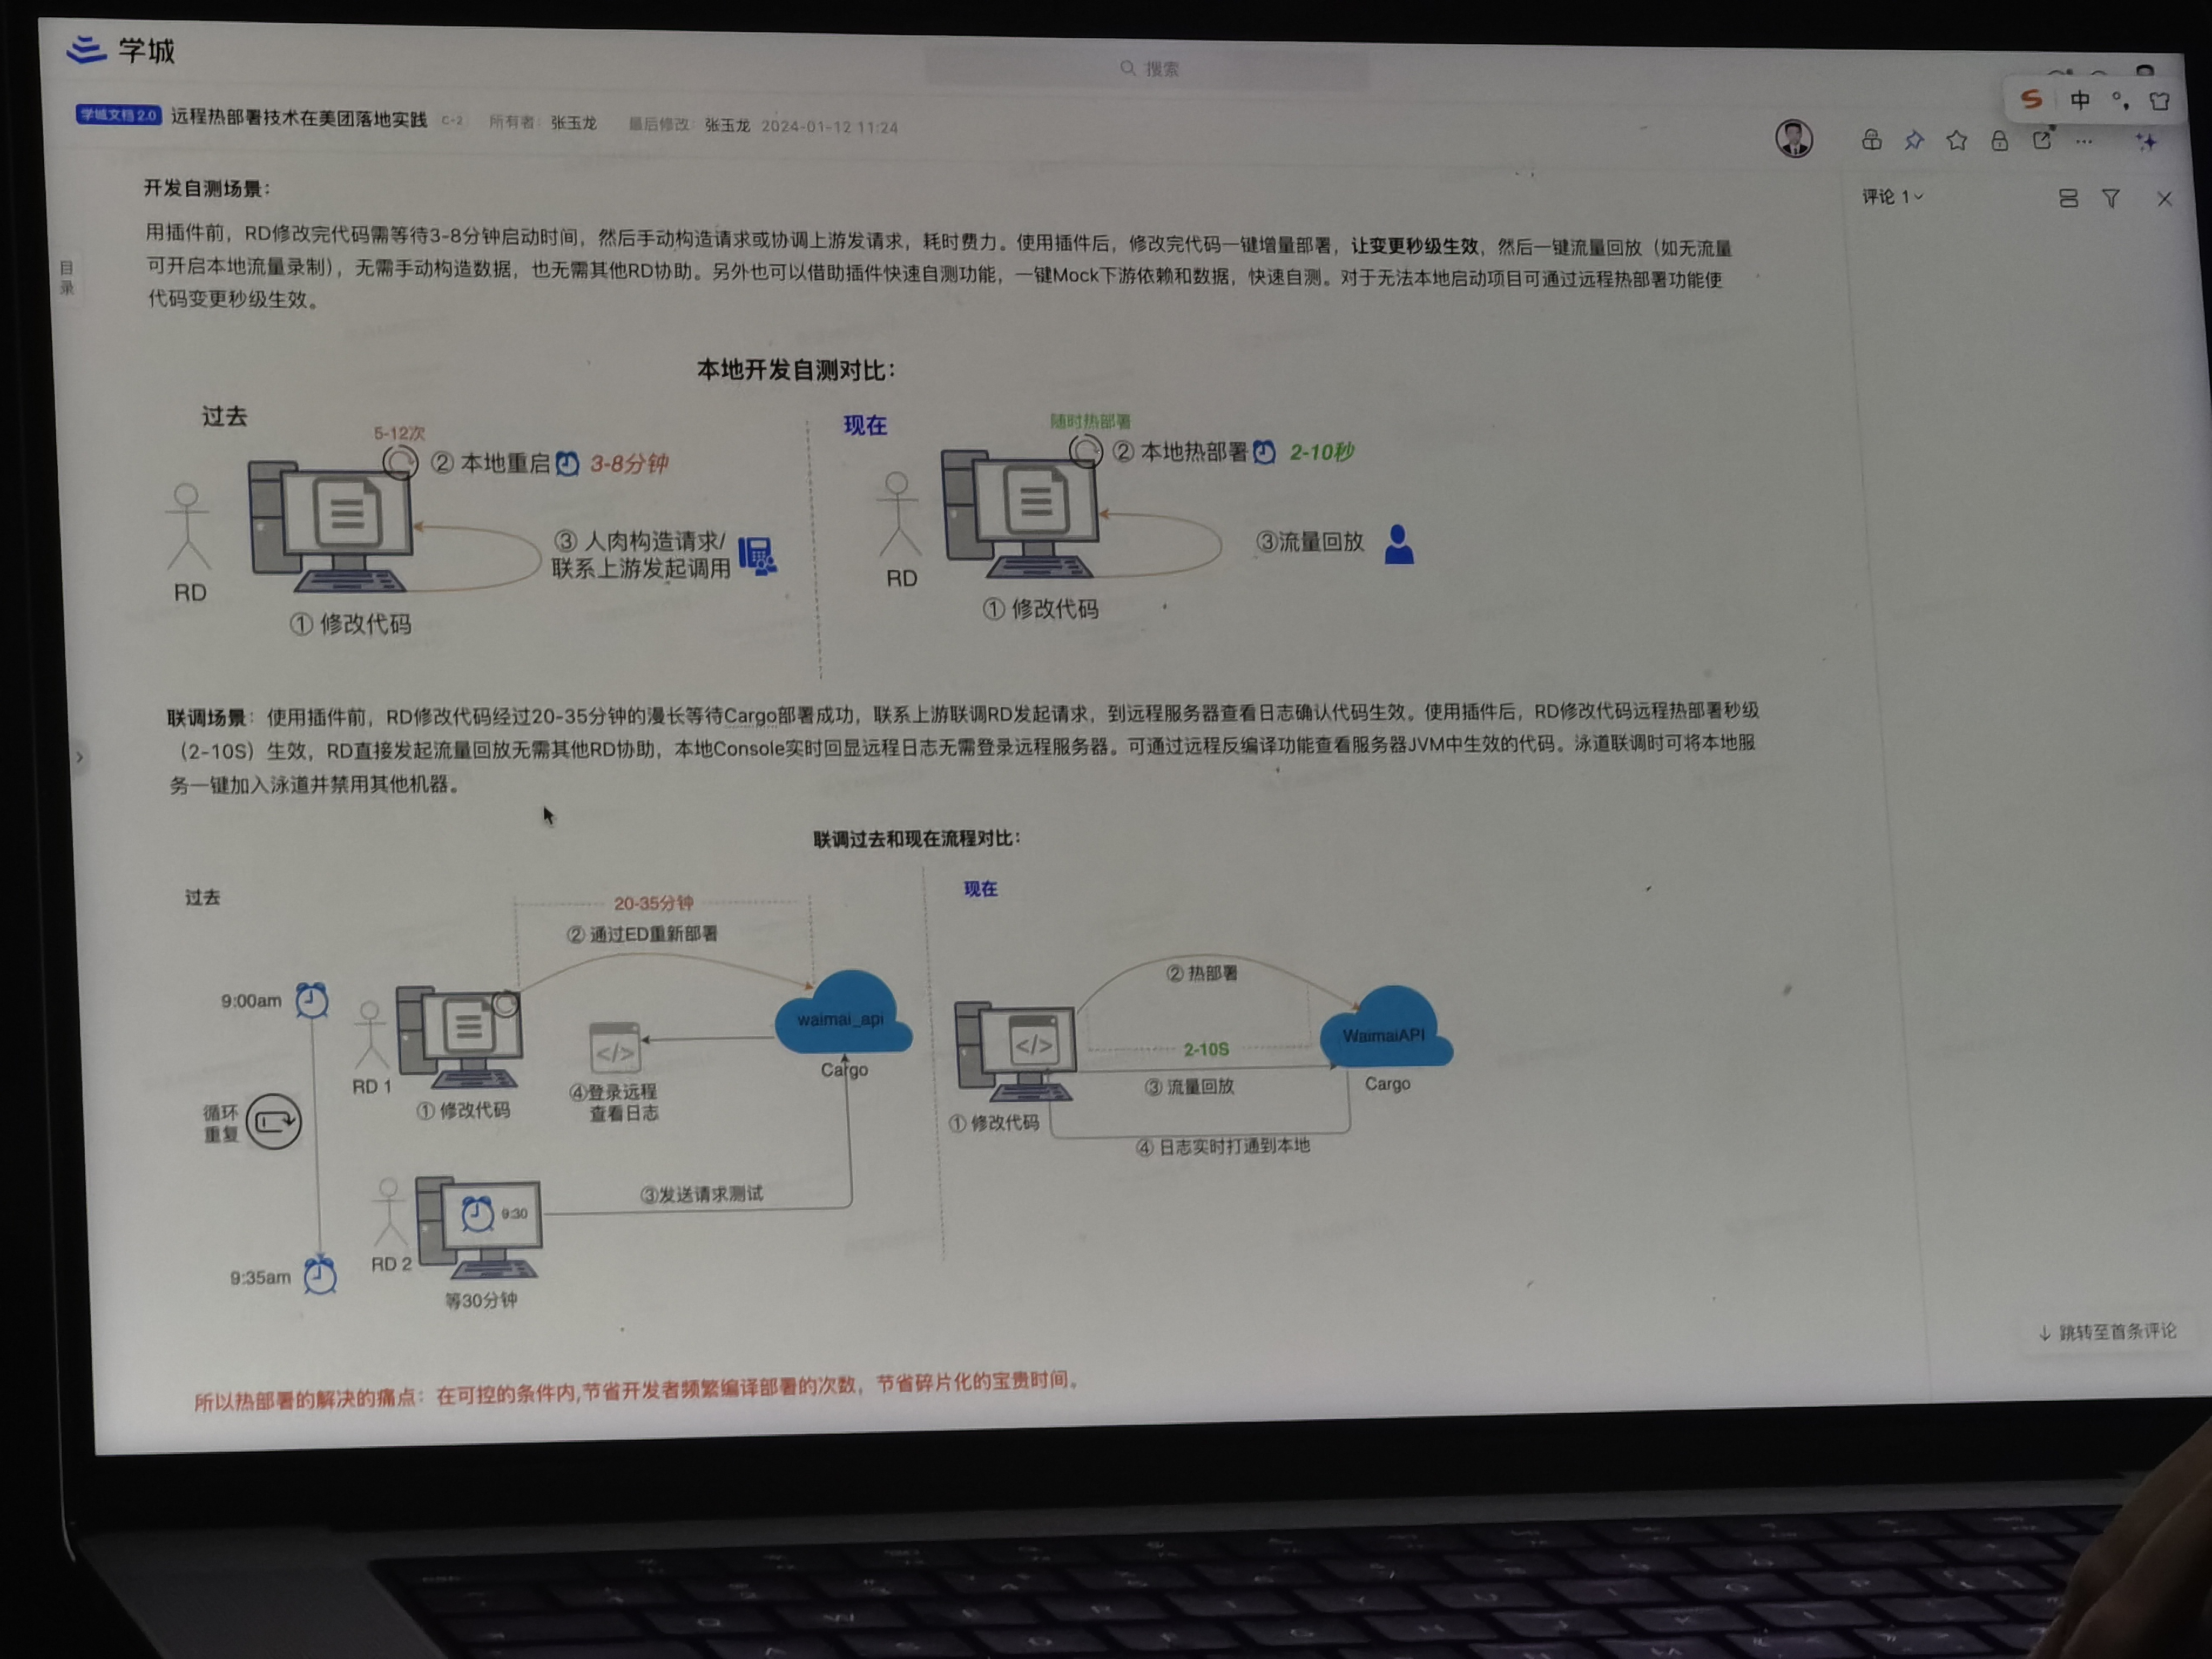 学城
搜索
中
学城文档 2.0 远程热部署技术在美团落地实践 C-2 所有者: 张玉龙 最后修改: 张玉龙 2024-01-12 11:24
评论 1
目录
开发自测场景：
用插件前，RD修改完代码需等待3-8分钟启动时间，然后手动构造请求或协调上游发请求，耗时费力。使用插件后，修改完代码一键增量部署，让变更秒级生效，然后一键流量回放（如无流量
可开启本地流量录制），无需手动构造数据，也无需其他RD协助。另外也可以借助插件快速自测功能，一键Mock下游依赖和数据，快速自测。对于无法本地启动项目可通过远程热部署功能使
代码变更秒级生效。
本地开发自测对比：
过去
5-12次
② 本地重启 3-8分钟
③ 人肉构造请求/
联系上游发起调用
RD
① 修改代码
现在
随时热部署
② 本地热部署 2-10秒
③流量回放
RD
① 修改代码
联调场景：使用插件前，RD修改代码经过20-35分钟的漫长等待Cargo部署成功，联系上游联调RD发起请求，到远程服务器查看日志确认代码生效。使用插件后，RD修改代码远程热部署秒级
（2-10S）生效，RD直接发起流量回放无需其他RD协助，本地Console实时回显远程日志无需登录远程服务器。可通过远程反编译功能查看服务器JVM中生效的代码。泳道联调时可将本地服
务一键加入泳道并禁用其他机器。
联调过去和现在流程对比：
过去
20-35分钟
② 通过ED重新部署
9:00am
waimai_api
Cargo
RD 1
① 修改代码
④登录远程
查看日志
循环
重复
③发送请求测试
9:30
RD 2
9:35am
等30分钟
现在
② 热部署
WaimaiAPI
2-10S
Cargo
③ 流量回放
① 修改代码
④ 日志实时打通到本地
跳转至首条评论
所以热部署的解决的痛点：在可控的条件内,节省开发者频繁编译部署的次数，节省碎片化的宝贵时间。